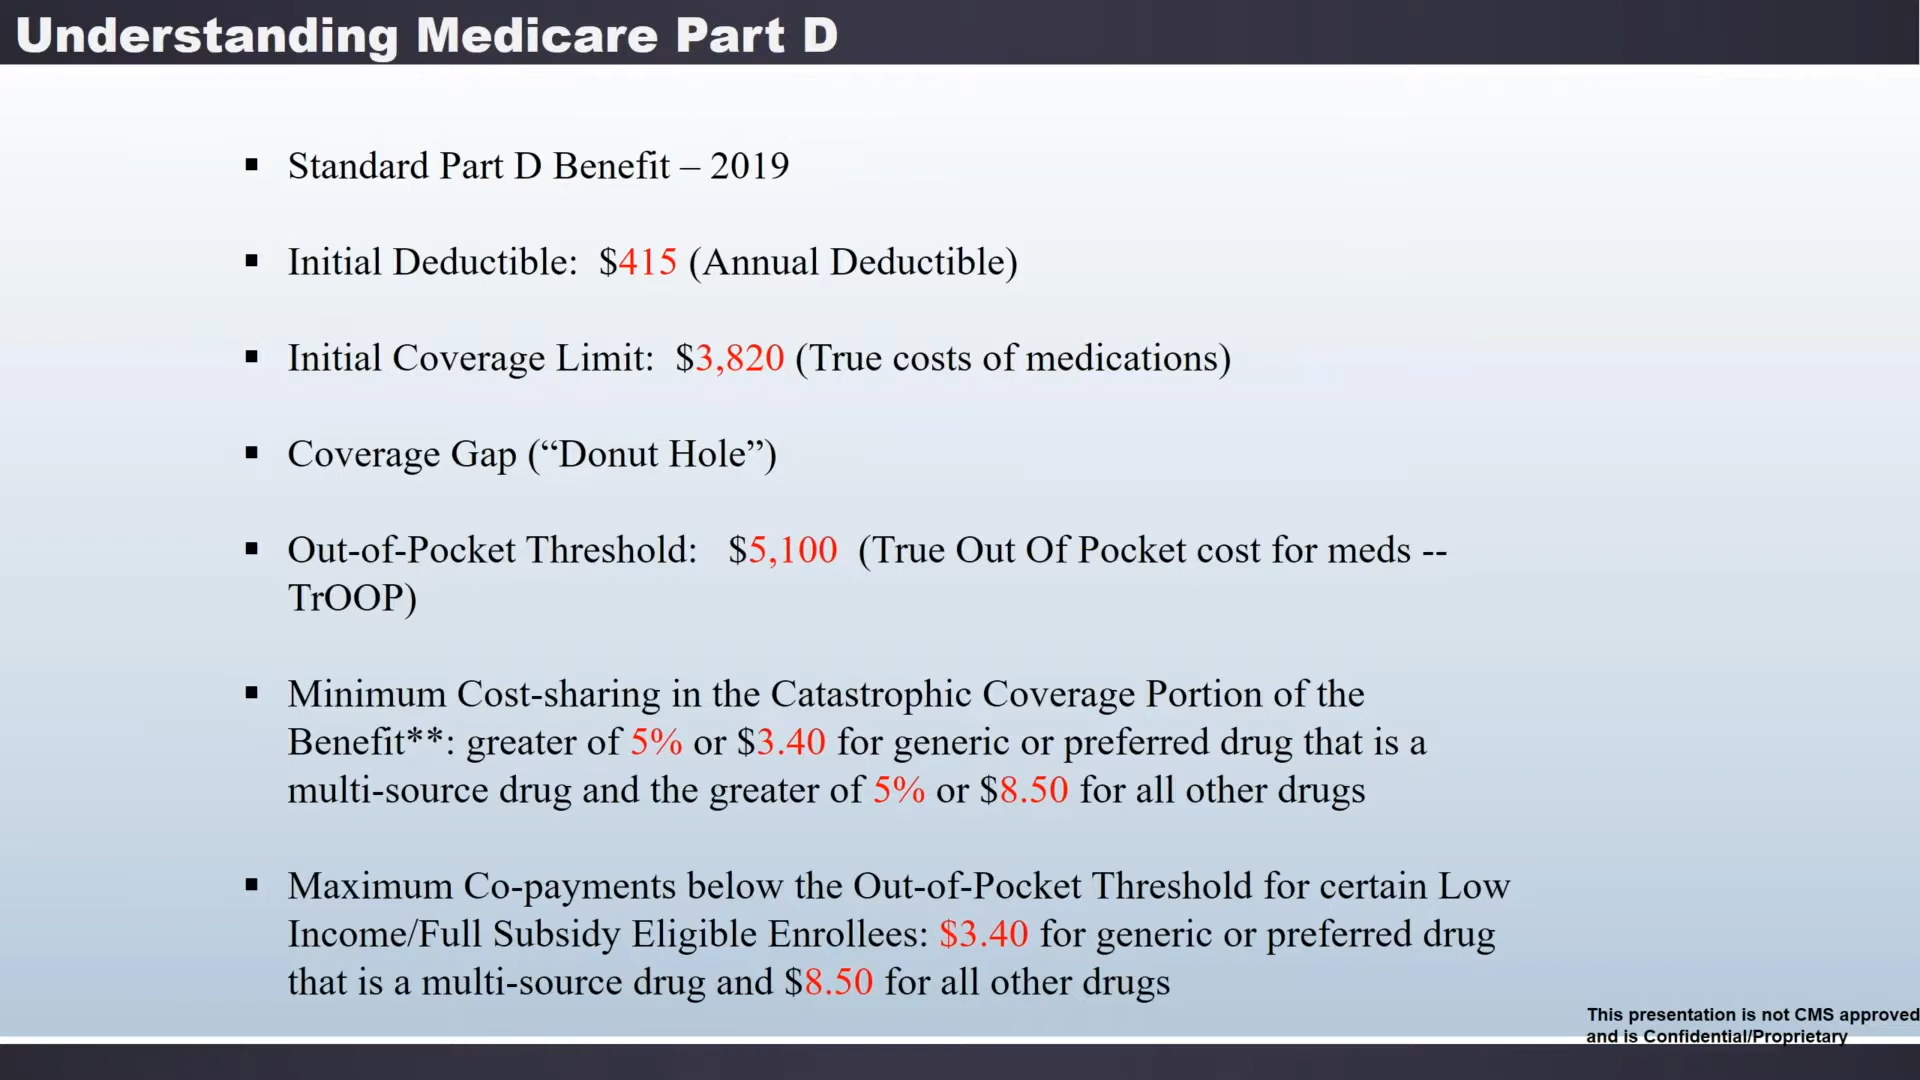 Understanding Medicare Part D
▪ Standard Part D Benefit – 2019
▪ Initial Deductible: $415 (Annual Deductible)
▪ Initial Coverage Limit: $3,820 (True costs of medications)
▪ Coverage Gap (“Donut Hole”)
▪ Out-of-Pocket Threshold: $5,100 (True Out Of Pocket cost for meds --
TrOOP)
▪ Minimum Cost-sharing in the Catastrophic Coverage Portion of the
Benefit**: greater of 5% or $3.40 for generic or preferred drug that is a
multi-source drug and the greater of 5% or $8.50 for all other drugs
▪ Maximum Co-payments below the Out-of-Pocket Threshold for certain Low
Income/Full Subsidy Eligible Enrollees: $3.40 for generic or preferred drug
that is a multi-source drug and $8.50 for all other drugs
This presentation is not CMS approved
and is Confidential/Proprietary